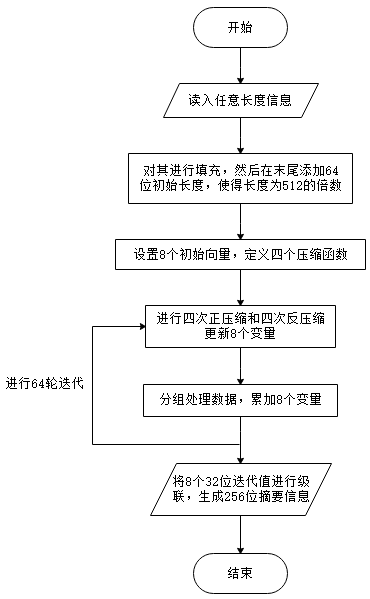 开始
读入任意长度信息
对其进行填充，然后在末尾添加64
位初始长度，使得长度为512的倍数
设置8个初始向量，定义四个压缩函数
进行四次正压缩和四次反压缩
更新8个变量
进行64轮迭代
分组处理数据，累加8个变量
将8个32位迭代值进行级
联，生成256位摘要信息
结束